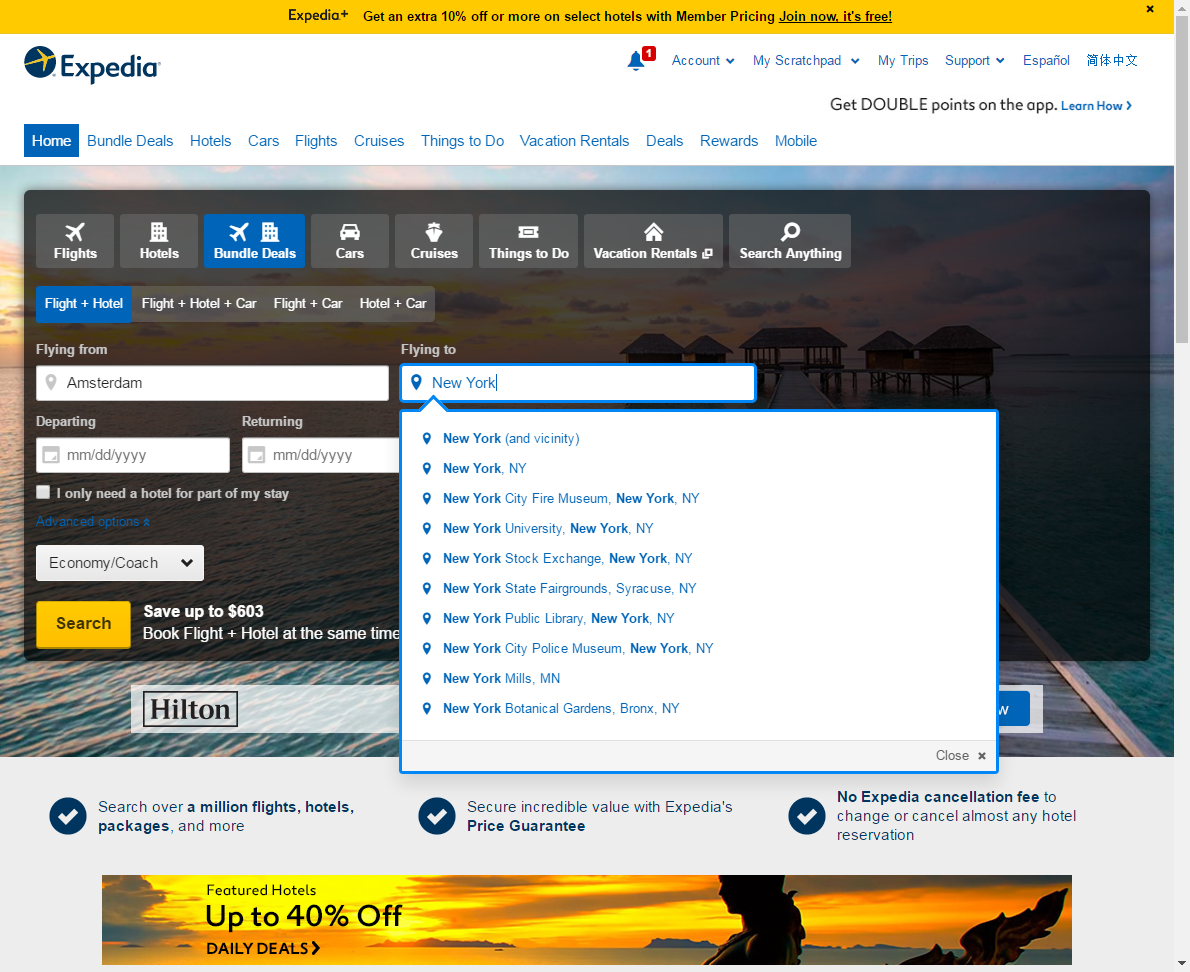 Expedia+ Get an extra 10% off or more on select hotels with Member Pricing Join now, it's free!
Expedia
1
Account
My Scratchpad
My Trips
Support
Español
简体中文
Get DOUBLE points on the app. Learn How
Home
Bundle Deals
Hotels
Cars
Flights
Cruises
Things to Do
Vacation Rentals
Deals
Rewards
Mobile
Flights
Hotels
Bundle Deals
Cars
Cruises
Things to Do
Vacation Rentals
Search Anything
Flight + Hotel
Flight + Hotel + Car
Flight + Car
Hotel + Car
Flying from
Flying to
Amsterdam
New York
Departing
Returning
mm/dd/yyyy
mm/dd/yyyy
I only need a hotel for part of my stay
Advanced options
Economy/Coach
Search
Save up to $603
Book Flight + Hotel at the same time
New York (and vicinity)
New York, NY
New York City Fire Museum, New York, NY
New York University, New York, NY
New York Stock Exchange, New York, NY
New York State Fairgrounds, Syracuse, NY
New York Public Library, New York, NY
New York City Police Museum, New York, NY
New York Mills, MN
New York Botanical Gardens, Bronx, NY
Close
Hilton
w
Search over a million flights, hotels,
packages, and more
Secure incredible value with Expedia's
Price Guarantee
No Expedia cancellation fee to
change or cancel almost any hotel
reservation
Featured Hotels
Up to 40% Off
DAILY DEALS